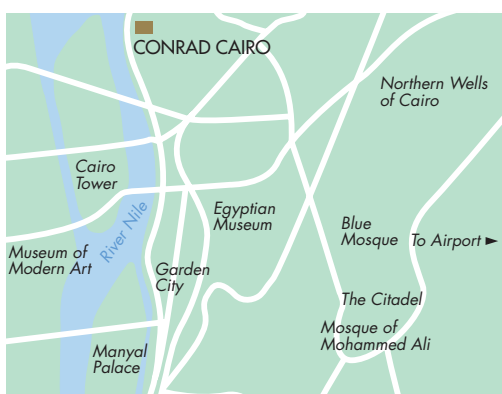 CONRAD CAIRO
Northern Wells
of Cairo
Cairo
Tower
River Nile
Egyptian
Museum
Blue
Mosque
To Airport ►
Museum of
Modern Art
Garden
City
The Citadel
Mosque of
Mohammed Ali
Manyal
Palace